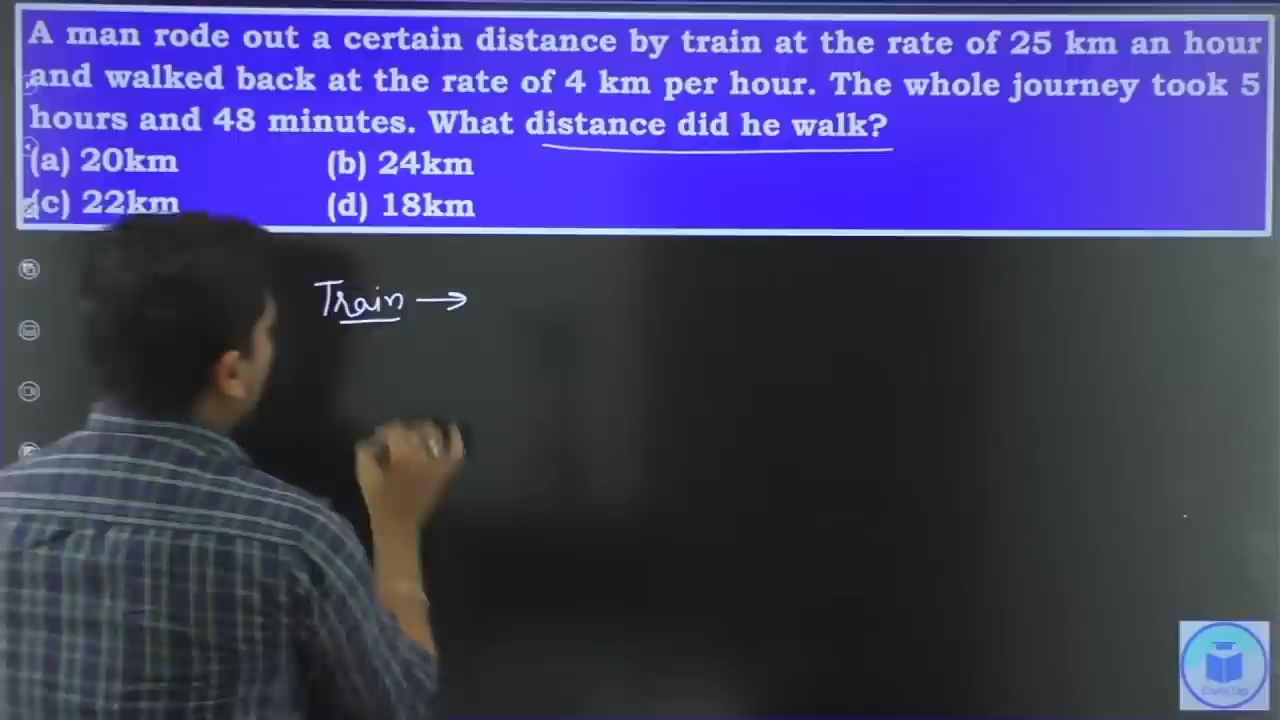 A man rode out a certain distance by train at the rate of 25 km an hour
and walked back at the rate of 4 km per hour. The whole journey took 5
hours and 48 minutes. What distance did he walk?
(a) 20km (b) 24km
(c) 22km (d) 18km
Train →